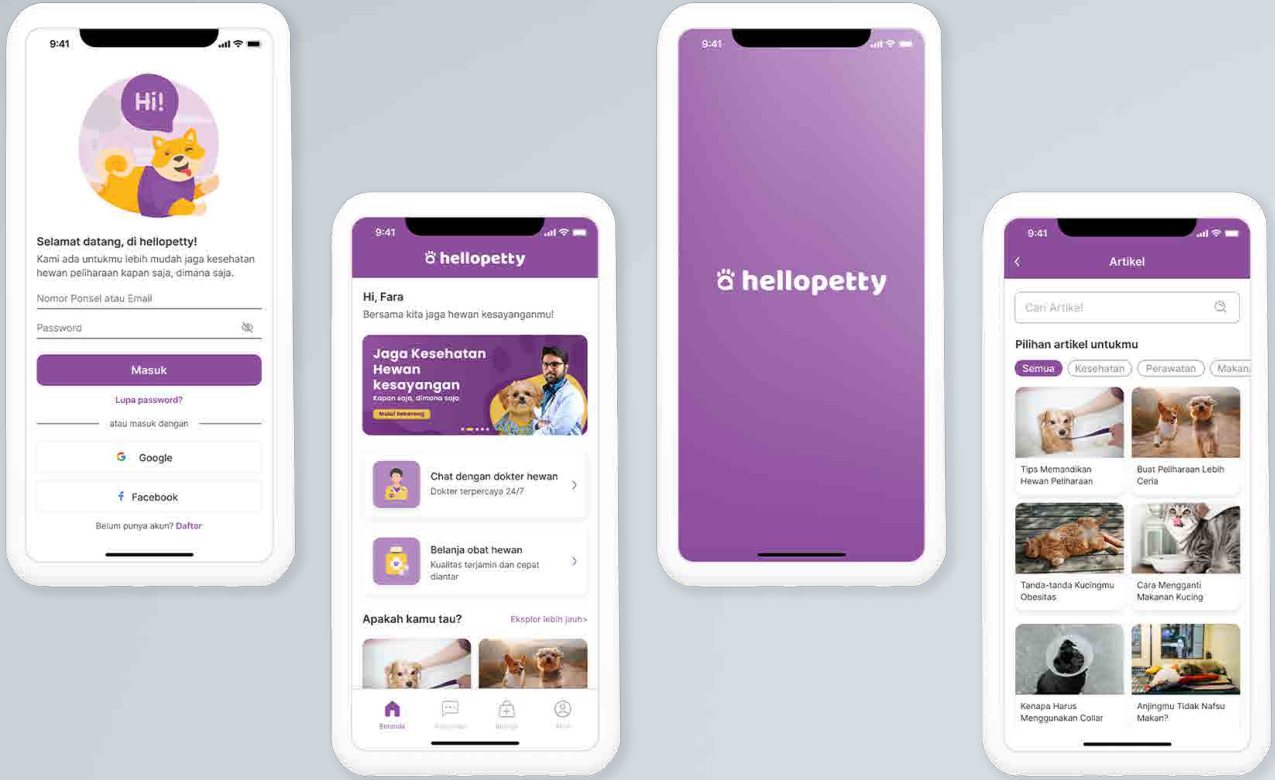 9:41
Hi!
Selamat datang, di hellopetty!
Kami ada untukmu lebih mudah jaga kesehatan
hewan peliharaan kapan saja, dimana saja.
Nomor Ponsel atau Email
Password
Masuk
Lupa password?
atau masuk dengan
G Google
f Facebook
Belum punya akun? Daftar
9:41
hellopetty
Hi, Fara
Bersama kita jaga hewan kesayanganmu!
Jaga Kesehatan
Hewan
kesayangan
Kapan saja, dimana saja
Mulai Sekarang
Chat dengan dokter hewan
Dokter terpercaya 24/7
Belanja obat hewan
Kualitas terjamin dan cepat
diantar
Apakah kamu tau?
Eksplor lebih jauh>
Beranda
9:41
hellopetty
9:41
Artikel
Cari Artikel
Pilihan artikel untukmu
Semua
Kesehatan
Perawatan
Makan
Tips Memandikan
Hewan Peliharaan
Buat Peliharaan Lebih
Ceria
Tanda-tanda Kucingmu
Obesitas
Cara Mengganti
Makanan Kucing
Kenapa Harus
Menggunakan Collar
Anjingmu Tidak Nafsu
Makan?